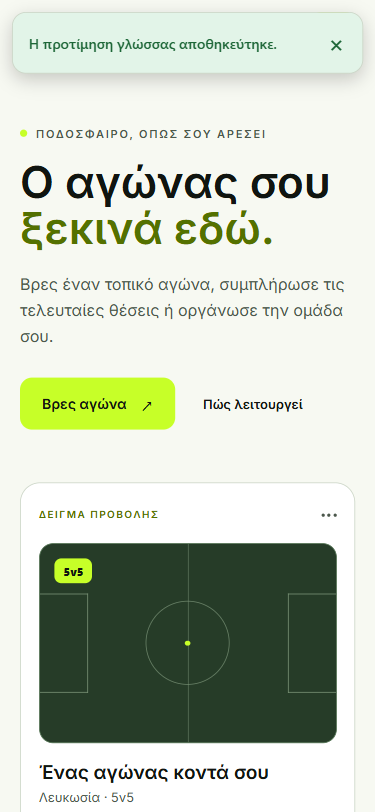 Η προτίμηση γλώσσας αποθηκεύτηκε.
ΠΟΔΟΣΦΑΙΡΟ, ΟΠΩΣ ΣΟΥ ΑΡΕΣΕΙ
Ο αγώνας σου
ξεκινά εδώ.
Βρες έναν τοπικό αγώνα, συμπλήρωσε τις
τελευταίες θέσεις ή οργάνωσε την ομάδα
σου.
Βρες αγώνα ↗
Πώς λειτουργεί
ΔΕΙΓΜΑ ΠΡΟΒΟΛΗΣ
5v5
Ένας αγώνας κοντά σου
Λευκωσία · 5v5